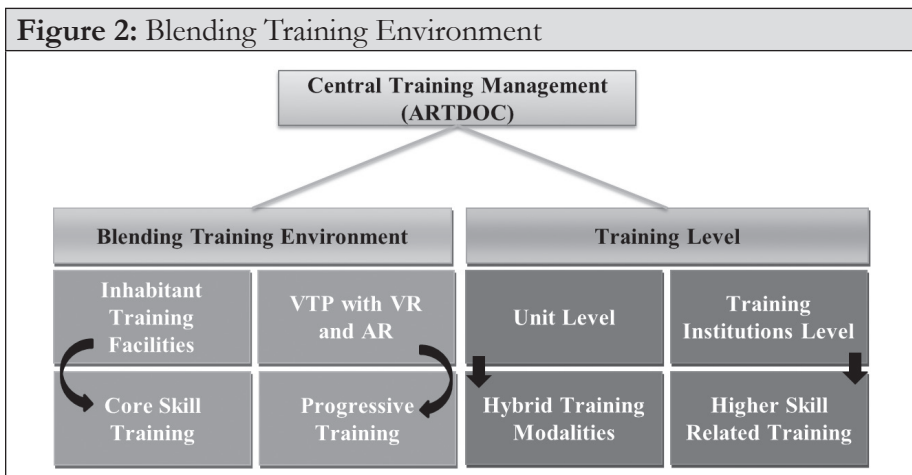 Figure 2: Blending Training Environment
Central Training Management
(ARTDOC)
Blending Training Environment
Training Level
Inhabitant
Training
Facilities
VTP with VR
and AR
Unit Level
Training
Institutions Level
Core Skill
Training
Progressive
Training
Hybrid Training
Modalities
Higher Skill
Related Training